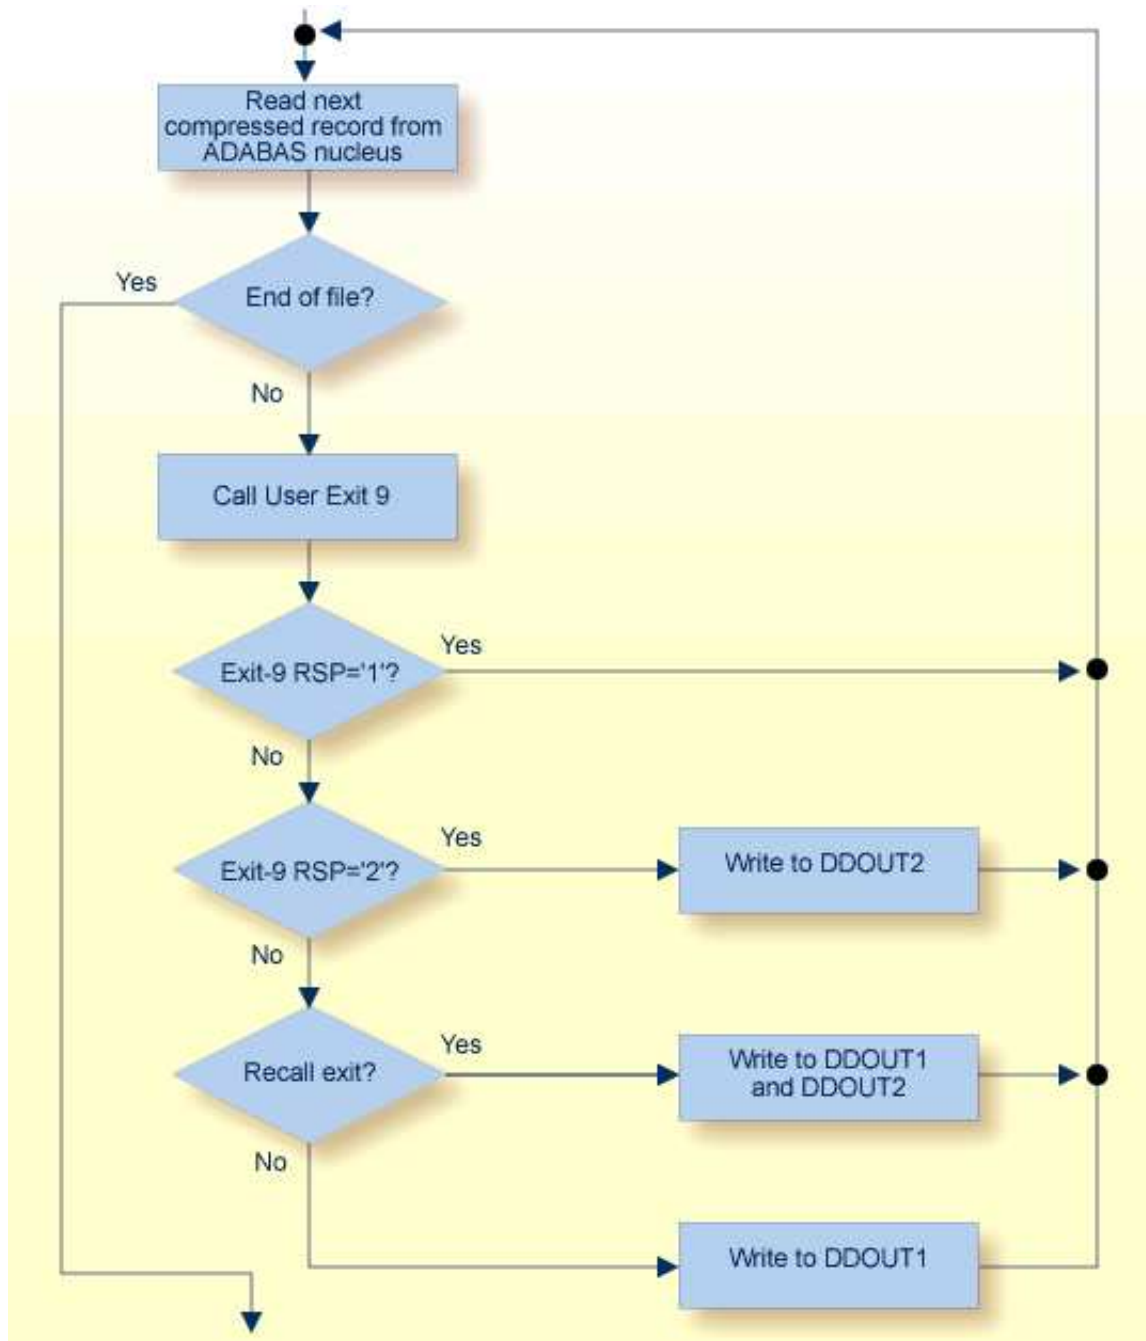 Read next
compressed record from
ADABAS nucleus
Yes
End of file?
No
Call User Exit 9
Yes
Exit-9 RSP='1'?
No
Yes
Exit-9 RSP='2'?
Write to DDOUT2
No
Yes
Recall exit?
Write to DDOUT1
and DDOUT2
No
Write to DDOUT1